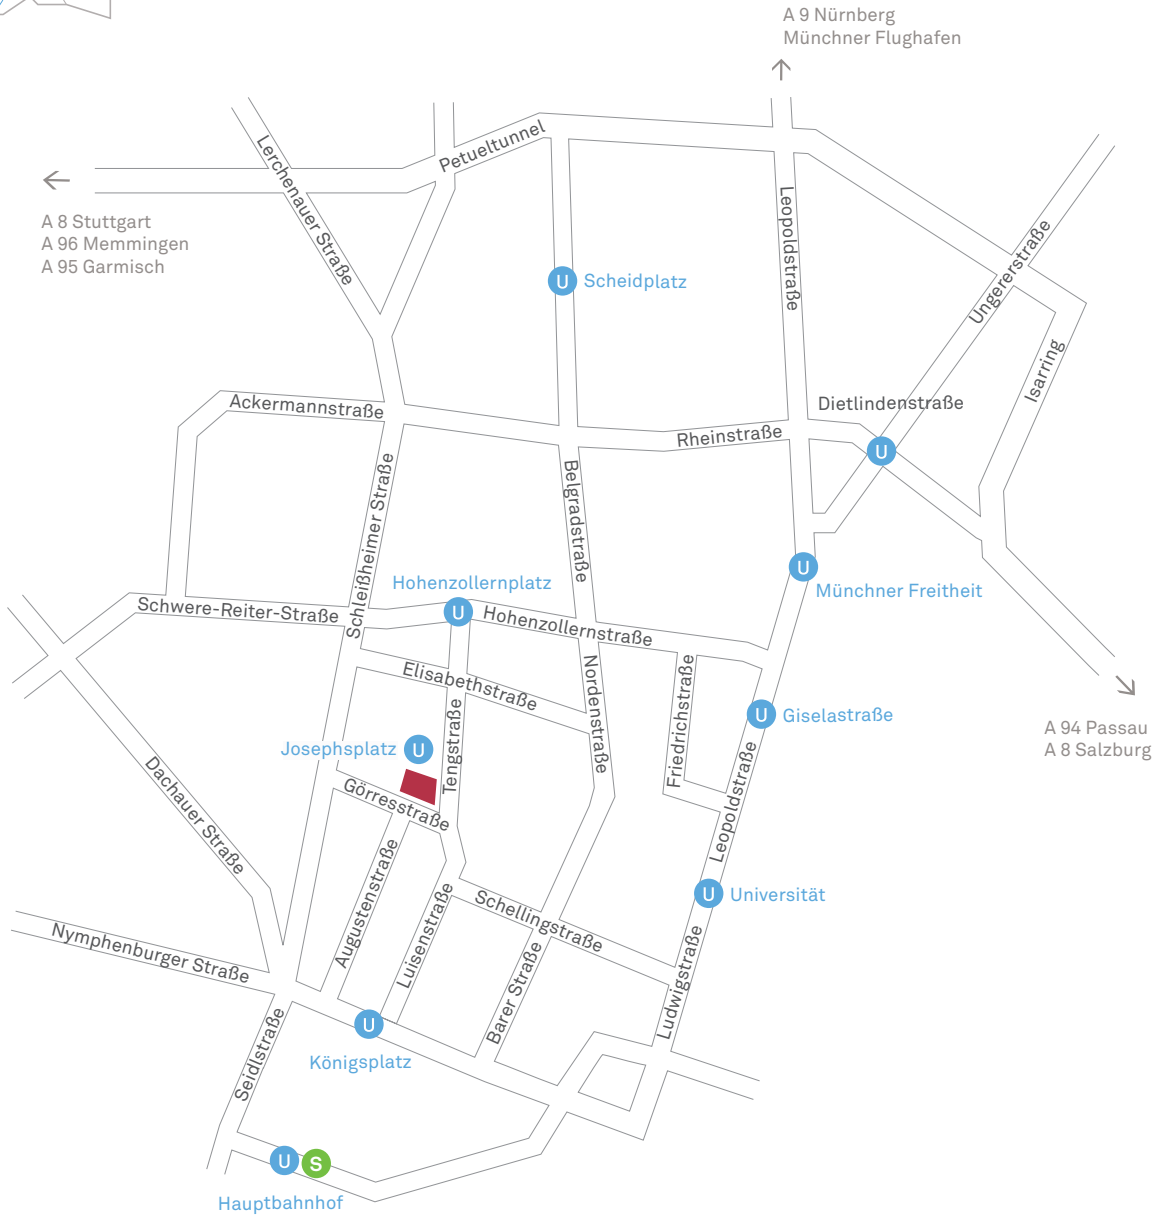 A 9 Nürnberg
Münchner Flughafen
Petueltunnel
Lerchenauer Straße
A 8 Stuttgart
A 96 Memmingen
A 95 Garmisch
Leopoldstraße
Ungererstraße
U Scheidplatz
Isarring
Ackermannstraße
Dietlindenstraße
Rheinstraße
U
Schleißheimer Straße
Belgradstraße
U
Münchner Freitheit
Hohenzollernplatz
U
Schwere-Reiter-Straße
Hohenzollernstraße
Elisabethstraße
Nordenstraße
Friedrichstraße
U Giselastraße
A 94 Passau
A 8 Salzburg
Josephsplatz U
Tengstraße
Görresstraße
Leopoldstraße
Dachauer Straße
Augustenstraße
Luisenstraße
Schellingstraße
U Universität
Nymphenburger Straße
Barer Straße
Ludwigstraße
U
Königsplatz
Seidlstraße
U S
Hauptbahnhof